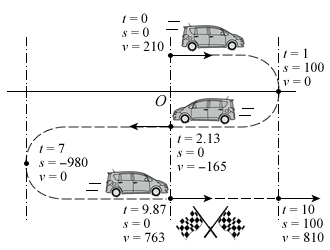 t = 0
s = 0
v = 210
t = 1
s = 100
v = 0
O
t = 2.13
s = 0
v = −165
t = 7
s = −980
v = 0
t = 9.87
s = 0
v = 763
t = 10
s = 100
v = 810